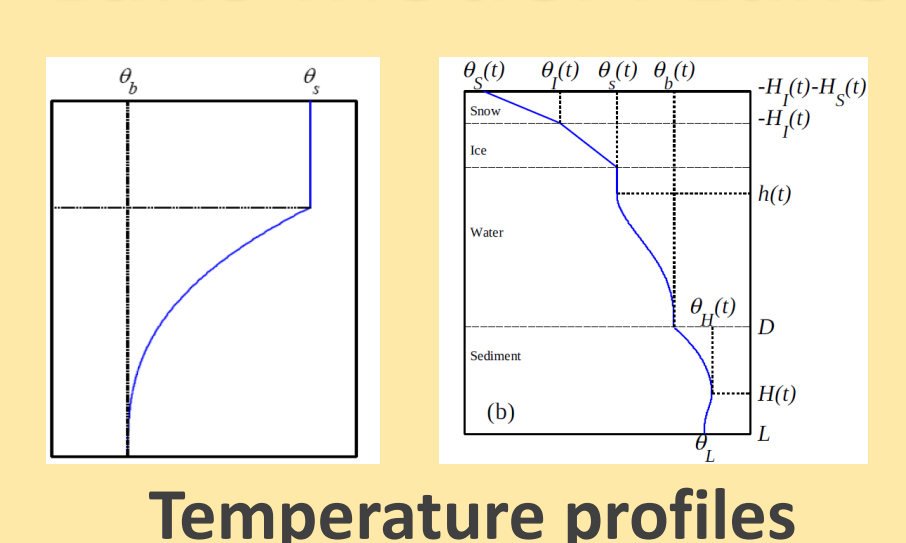 θb θs
θS(t) θI(t) θs(t) θb(t)
-HI(t)-HS(t)
Snow
-HI(t)
Ice
h(t)
Water
θH(t)
D
Sediment
H(t)
(b)
L
θL
Temperature profiles